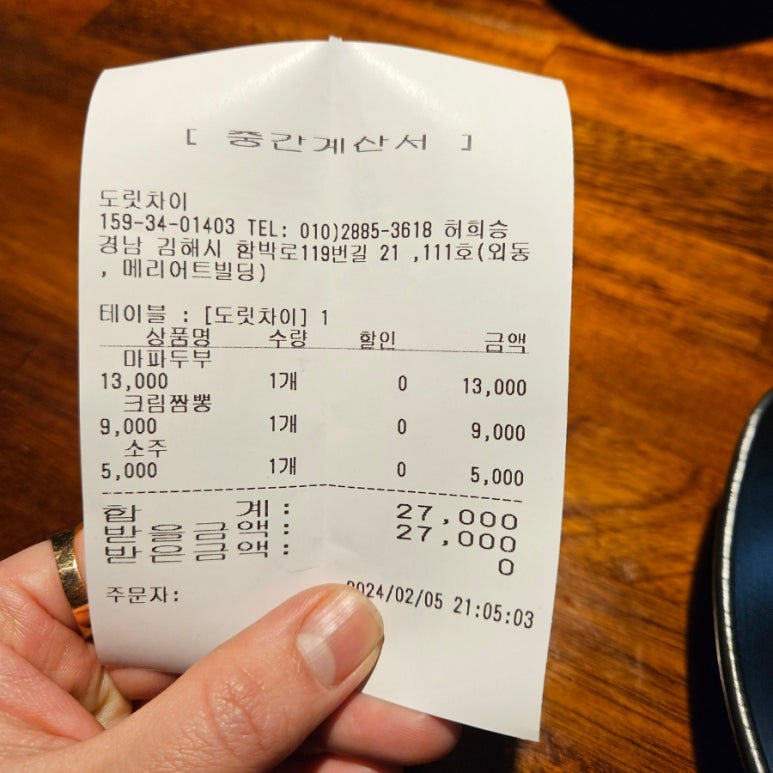 [ 중간계산서 ]
도릿차이
159-34-01403 TEL: 010)2885-3618 허희승
경남 김해시 함박로119번길 21 ,111호(외동
, 메리어트빌딩)
테이블 : [도릿차이] 1
상품명 수량 할인 금액
마파두부
13,000 1개 0 13,000
크림짬뽕
9,000 1개 0 9,000
소주
5,000 1개 0 5,000
합 계: 27,000
받을금액: 27,000
받은금액: 0
주문자: 2024/02/05 21:05:03